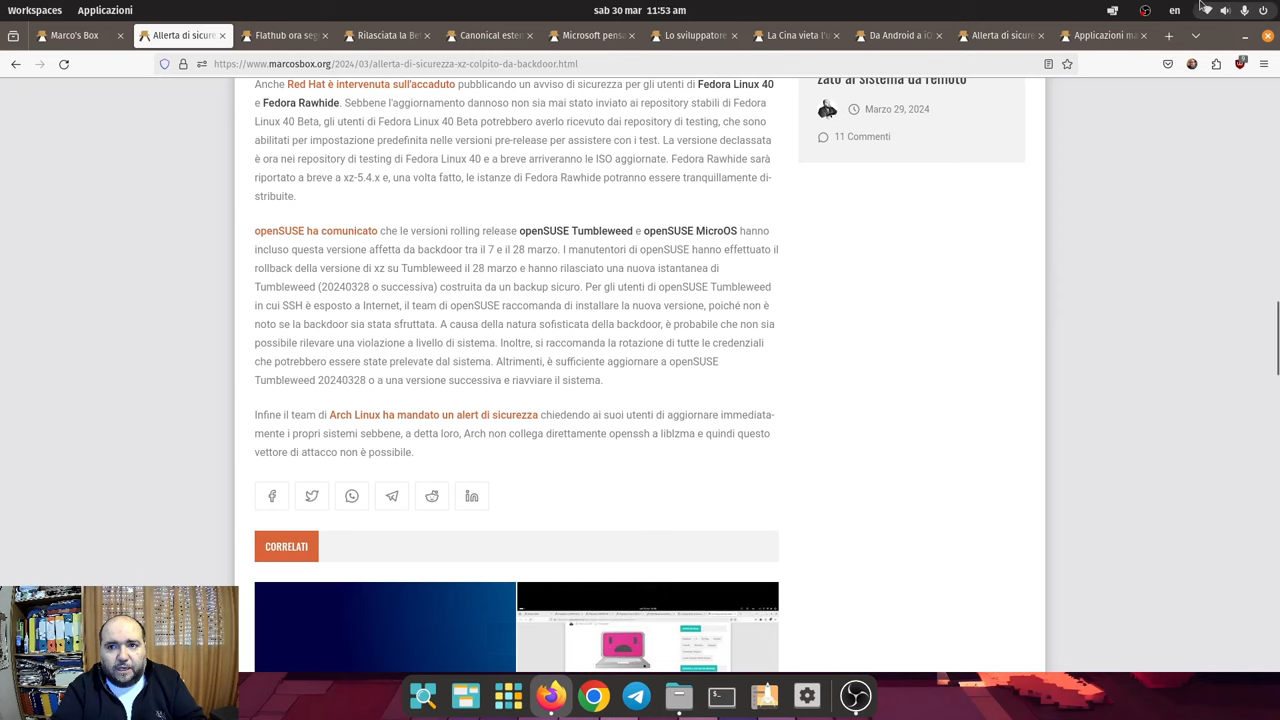 Workspaces Applicazioni sab 30 mar 11:53 am en
Marco's Box Allerta di sicure Flathub ora seg Rilasciata la Be Canonical esten Microsoft pens Lo sviluppatore La Cina vieta l'u Da Android a iO Allerta di sicure Applicazioni ma
https://www.marcosbox.org/2024/03/allerta-di-sicurezza-xz-colpito-da-backdoor.html
Anche Red Hat è intervenuta sull'accaduto pubblicando un avviso di sicurezza per gli utenti di Fedora Linux 40
e Fedora Rawhide. Sebbene l'aggiornamento dannoso non sia mai stato inviato ai repository stabili di Fedora
Linux 40 Beta, gli utenti di Fedora Linux 40 Beta potrebbero averlo ricevuto dai repository di testing, che sono
abilitati per impostazione predefinita nelle versioni pre-release per assistere con i test. La versione declassata
è ora nei repository di testing di Fedora Linux 40 e a breve arriveranno le ISO aggiornate. Fedora Rawhide sarà
riportato a breve a xz-5.4.x e, una volta fatto, le istanze di Fedora Rawhide potranno essere tranquillamente di-
stribuite.
openSUSE ha comunicato che le versioni rolling release openSUSE Tumbleweed e openSUSE MicroOS hanno
incluso questa versione affetta da backdoor tra il 7 e il 28 marzo. I manutentori di openSUSE hanno effettuato il
rollback della versione di xz su Tumbleweed il 28 marzo e hanno rilasciato una nuova istantanea di
Tumbleweed (20240328 o successiva) costruita da un backup sicuro. Per gli utenti di openSUSE Tumbleweed
in cui SSH è esposto a Internet, il team di openSUSE raccomanda di installare la nuova versione, poiché non è
noto se la backdoor sia stata sfruttata. A causa della natura sofisticata della backdoor, è probabile che non sia
possibile rilevare una violazione a livello di sistema. Inoltre, si raccomanda la rotazione di tutte le credenziali
che potrebbero essere state prelevate dal sistema. Altrimenti, è sufficiente aggiornare a openSUSE
Tumbleweed 20240328 o a una versione successiva e riavviare il sistema.
Infine il team di Arch Linux ha mandato un alert di sicurezza chiedendo ai suoi utenti di aggiornare immediata-
mente i propri sistemi sebbene, a detta loro, Arch non collega direttamente openssh a liblzma e quindi questo
vettore di attacco non è possibile.
CORRELATI
zato al sistema da remoto
Marzo 29, 2024
11 Commenti